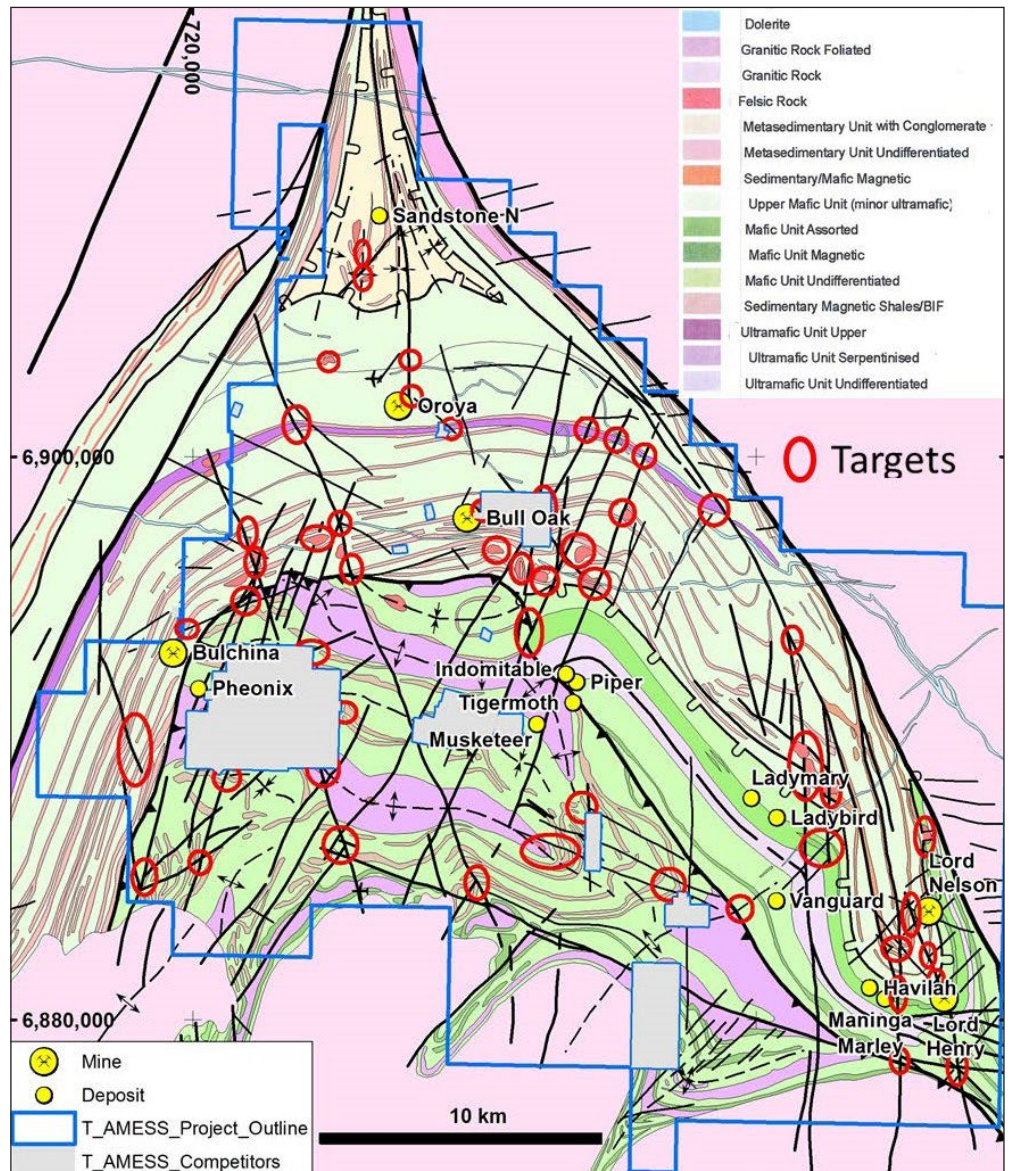 720,000
Dolerite
Granitic Rock Foliated
Granitic Rock
Felsic Rock
Metasedimentary Unit with Conglomerate
Metasedimentary Unit Undifferentiated
Sedimentary/Mafic Magnetic
Upper Mafic Unit (minor ultramafic)
Mafic Unit Assorted
Mafic Unit Magnetic
Mafic Unit Undifferentiated
Sedimentary Magnetic Shales/BIF
Ultramafic Unit Upper
Ultramafic Unit Serpentinised
Ultramafic Unit Undifferentiated
Sandstone N
Oroya
6,900,000
Targets
Bull Oak
Bulchina
Pheonix
Indomitable
Piper
Tigermoth
Musketeer
Ladymary
Ladybird
Lord
Nelson
Vanguard
Havilah
6,880,000
Maninga
Marley
Lord
Henry
Mine
Deposit
T_AMESS_Project_Outline
T_AMESS_Competitors
10 km